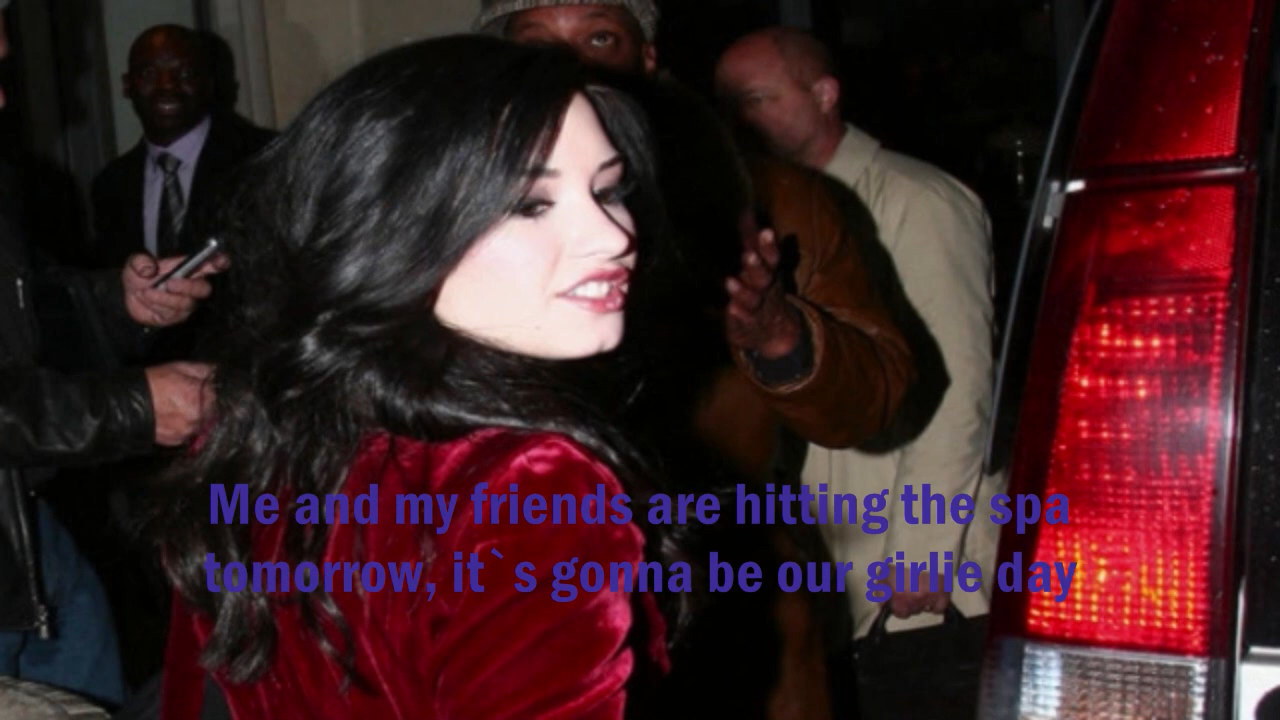 Me and my friends are hitting the spa
tomorrow, it`s gonna be our girlie day